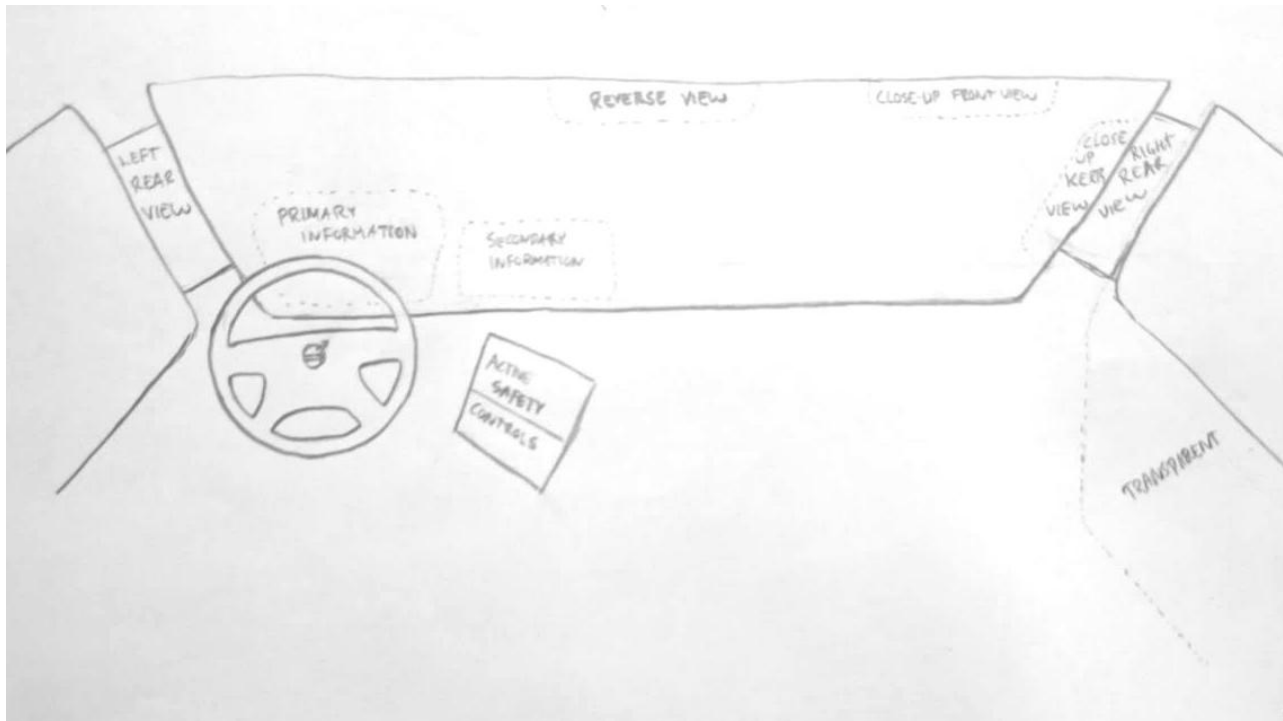 REVERSE VIEW
CLOSE-UP FRONT VIEW
LEFT
REAR
VIEW
CLOSE
UP
KERB
VIEW
RIGHT
REAR
VIEW
PRIMARY
INFORMATION
SECONDARY
INFORMATION
ACTIVE
SAFETY
CONTROLS
TRANSPARENT